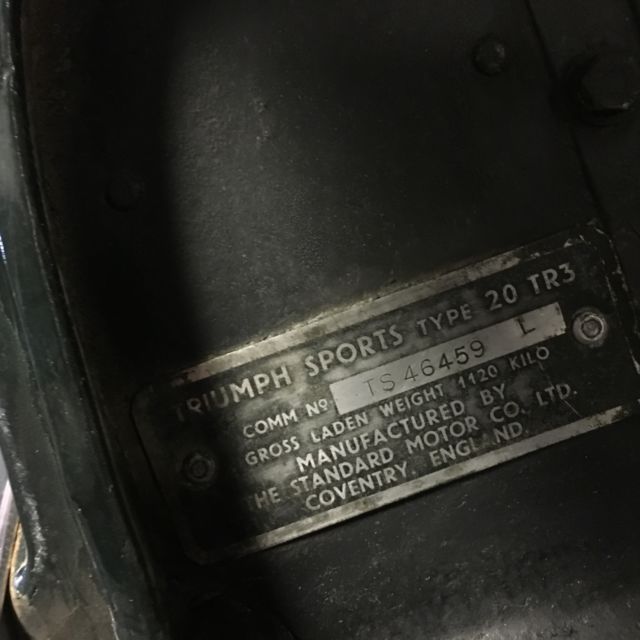 TRIUMPH SPORTS TYPE 20 TR3
COMM NO TS 46459 L
GROSS LADEN WEIGHT 1120 KILO
MANUFACTURED BY
THE STANDARD MOTOR CO. LTD.
COVENTRY, ENGLAND.